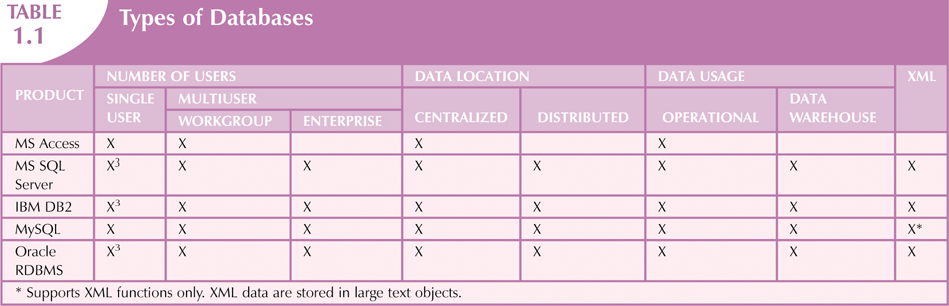 TABLE
1.1
Types of Databases
PRODUCT NUMBER OF USERS DATA LOCATION DATA USAGE XML
SINGLE USER MULTIUSER CENTRALIZED DISTRIBUTED OPERATIONAL DATA WAREHOUSE
WORKGROUP ENTERPRISE
MS Access X X X X
MS SQL Server X³ X X X X X X X
IBM DB2 X³ X X X X X X X
MySQL X X X X X X X X*
Oracle RDBMS X³ X X X X X X X
* Supports XML functions only. XML data are stored in large text objects.